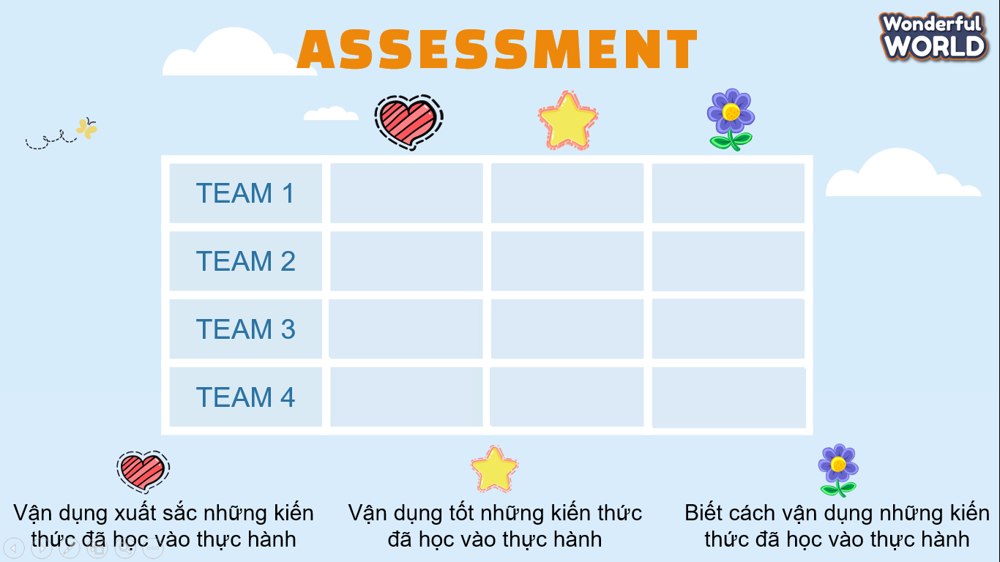 Wonderful
WORLD
ASSESSMENT
TEAM 1
TEAM 2
TEAM 3
TEAM 4
Vận dụng xuất sắc những kiến
thức đã học vào thực hành
Vận dụng tốt những kiến thức
đã học vào thực hành
Biết cách vận dụng những kiến
thức đã học vào thực hành